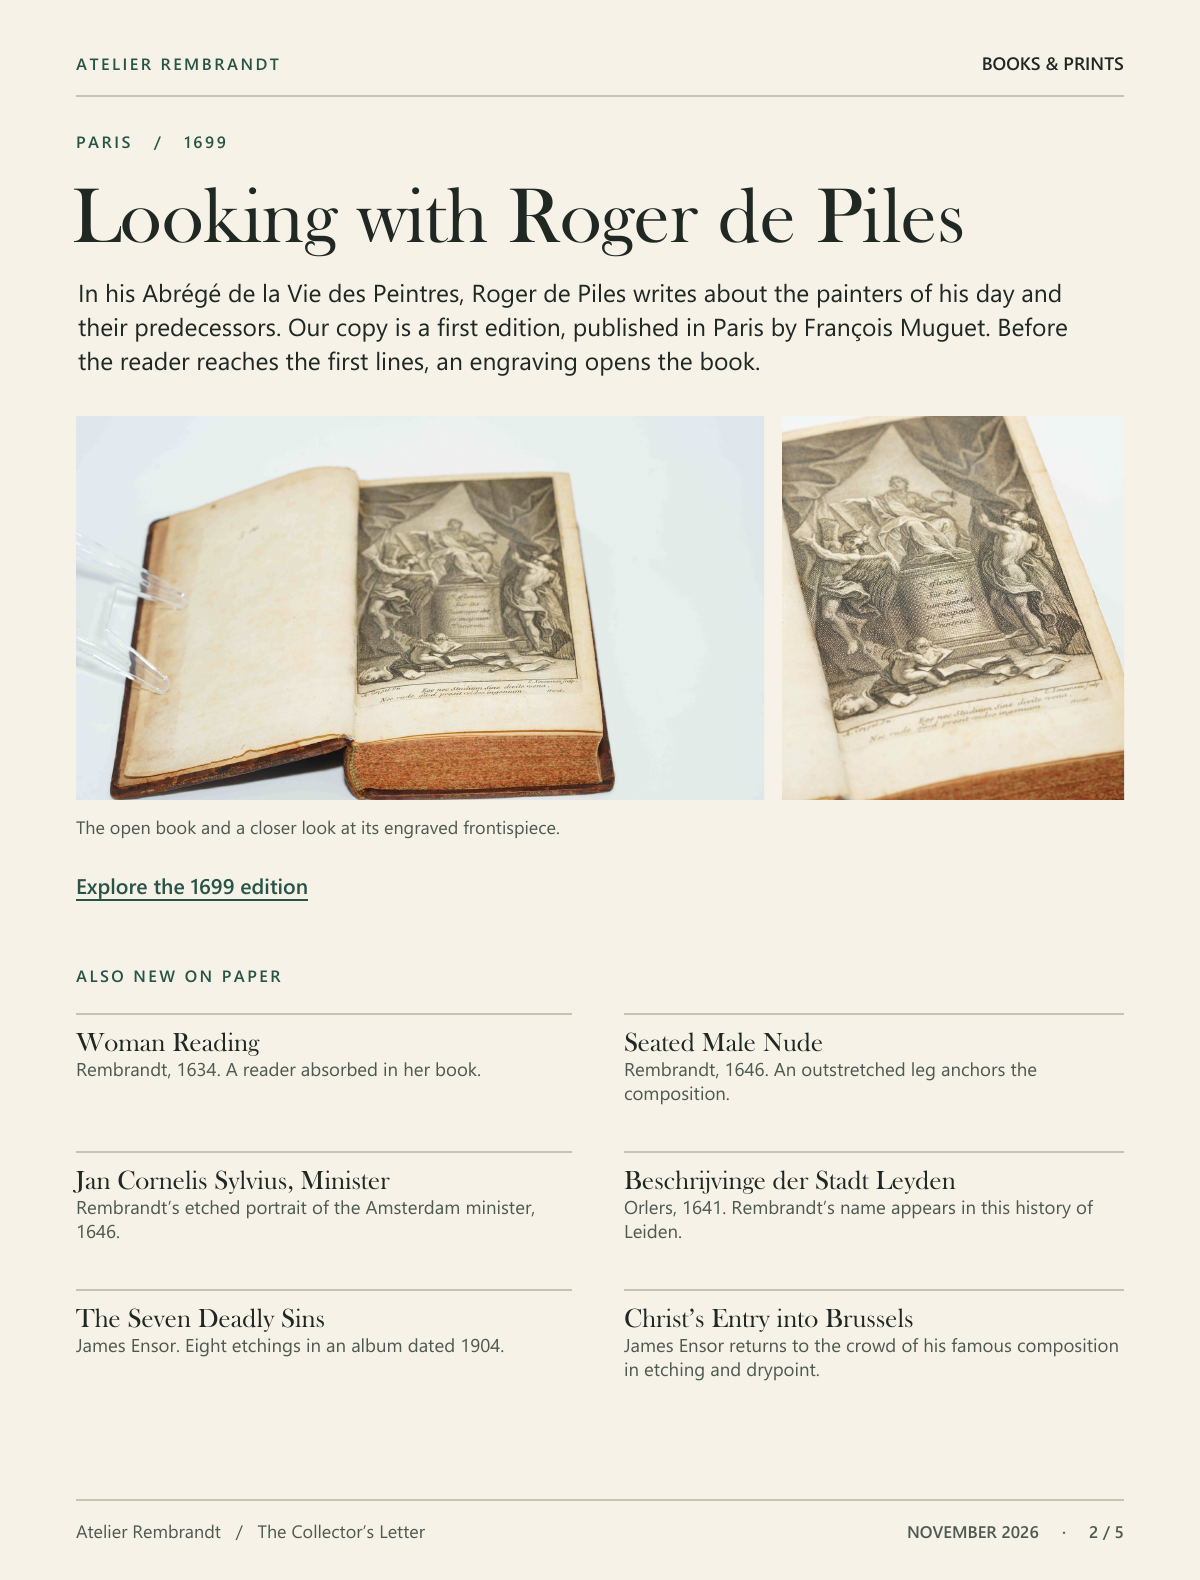 ATELIER REMBRANDT
BOOKS & PRINTS
PARIS / 1699
Looking with Roger de Piles
In his Abrégé de la Vie des Peintres, Roger de Piles writes about the painters of his day and
their predecessors. Our copy is a first edition, published in Paris by François Muguet. Before
the reader reaches the first lines, an engraving opens the book.
The open book and a closer look at its engraved frontispiece.
Explore the 1699 edition
ALSO NEW ON PAPER
Woman Reading
Rembrandt, 1634. A reader absorbed in her book.
Seated Male Nude
Rembrandt, 1646. An outstretched leg anchors the
composition.
Jan Cornelis Sylvius, Minister
Rembrandt’s etched portrait of the Amsterdam minister,
1646.
Beschrijvinge der Stadt Leyden
Orlers, 1641. Rembrandt’s name appears in this history of
Leiden.
The Seven Deadly Sins
James Ensor. Eight etchings in an album dated 1904.
Christ’s Entry into Brussels
James Ensor returns to the crowd of his famous composition
in etching and drypoint.
Atelier Rembrandt / The Collector’s Letter
NOVEMBER 2026 · 2 / 5